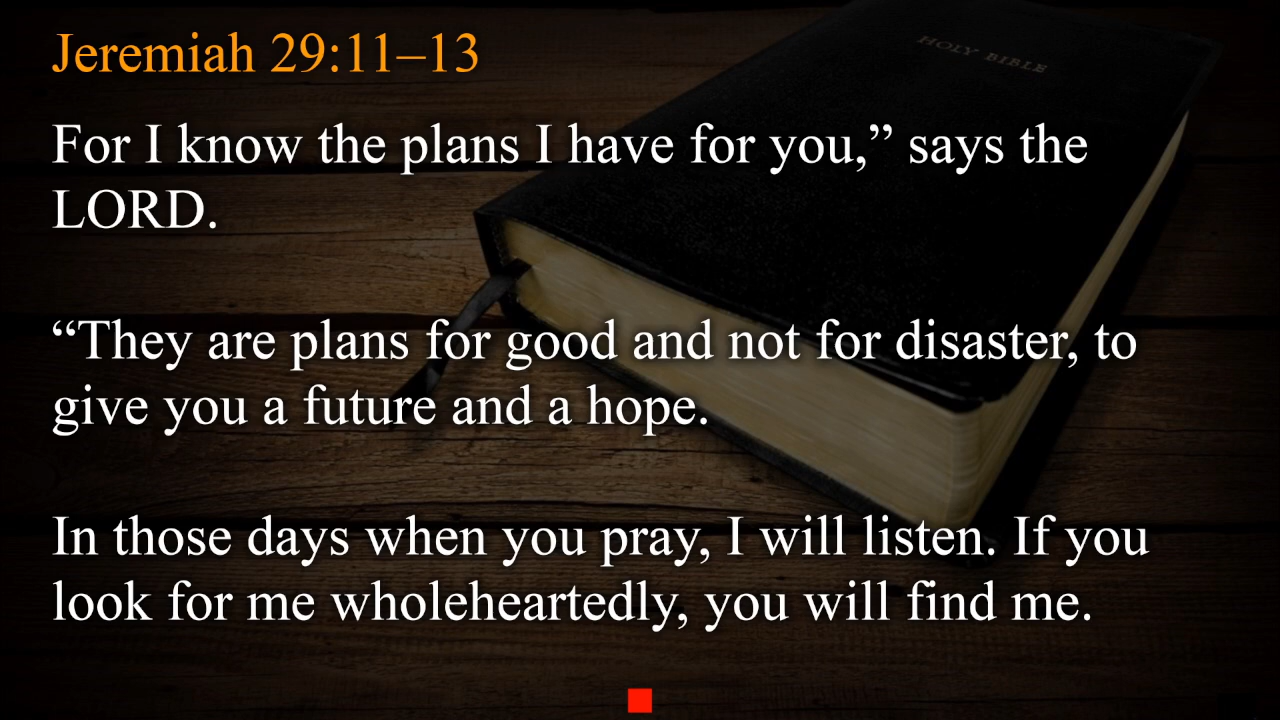 Jeremiah 29:11–13
HOLY BIBLE
For I know the plans I have for you,” says the
LORD.
“They are plans for good and not for disaster, to
give you a future and a hope.
In those days when you pray, I will listen. If you
look for me wholeheartedly, you will find me.